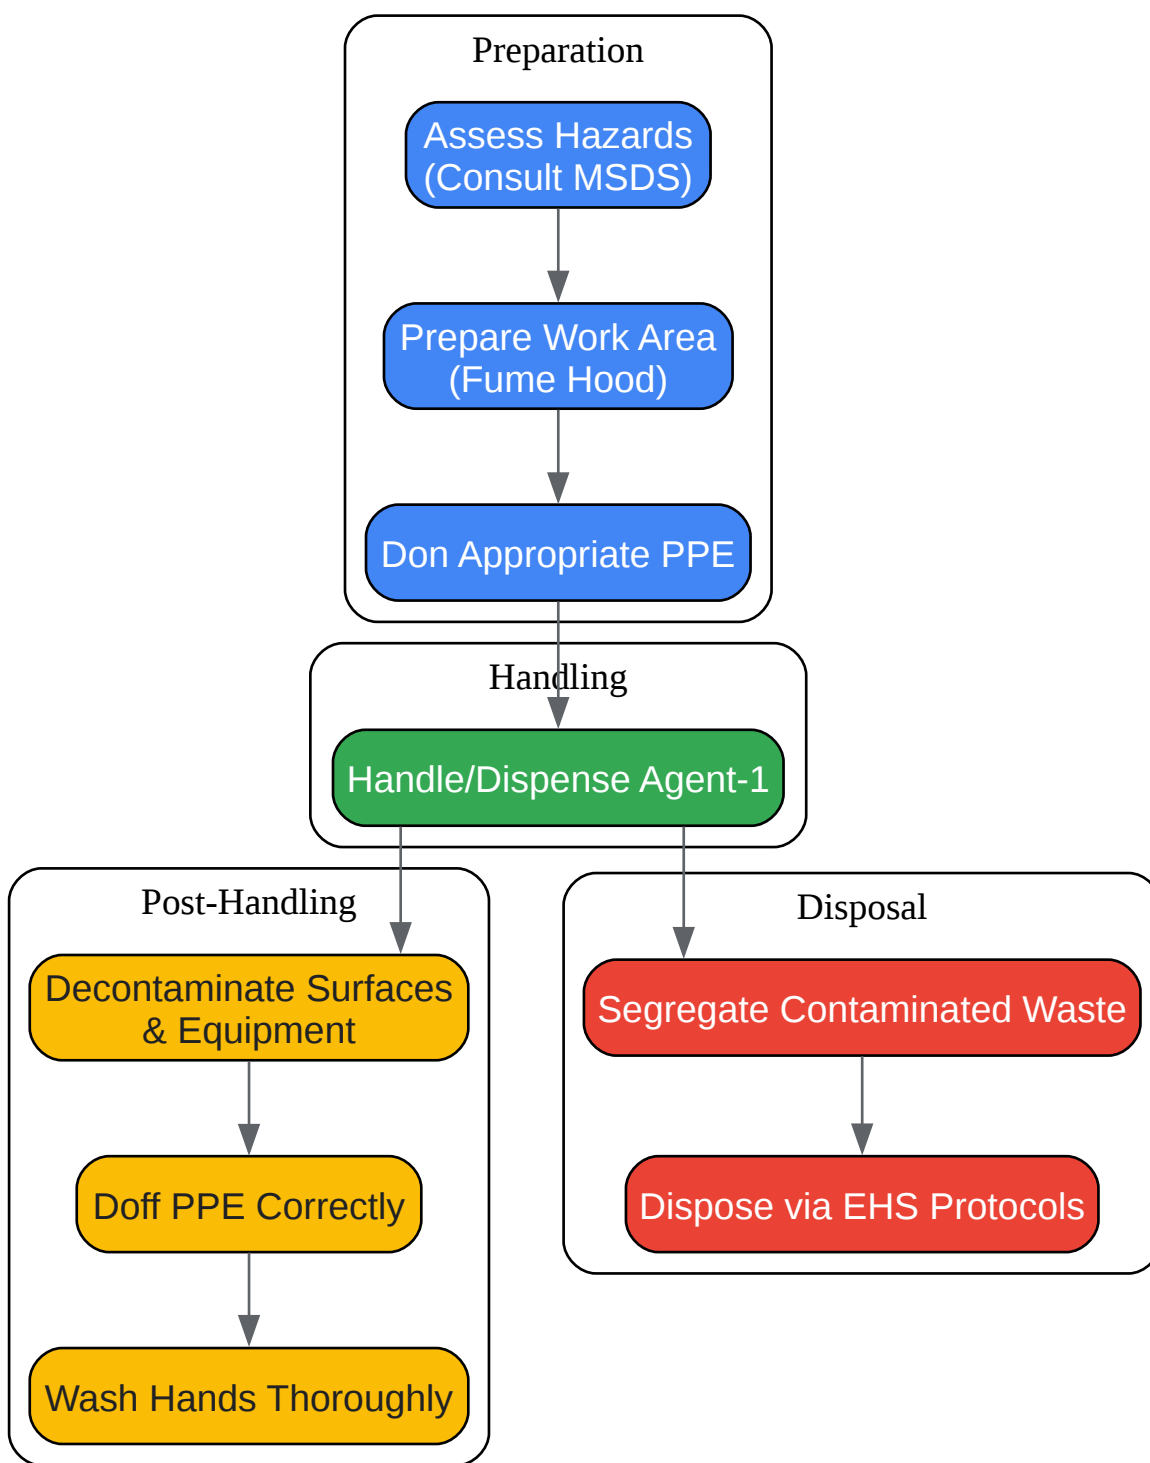 Preparation
Assess Hazards
(Consult MSDS)
Prepare Work Area
(Fume Hood)
Don Appropriate PPE
Handling
Handle/Dispense Agent-1
Post-Handling
Decontaminate Surfaces
& Equipment
Doff PPE Correctly
Wash Hands Thoroughly
Disposal
Segregate Contaminated Waste
Dispose via EHS Protocols